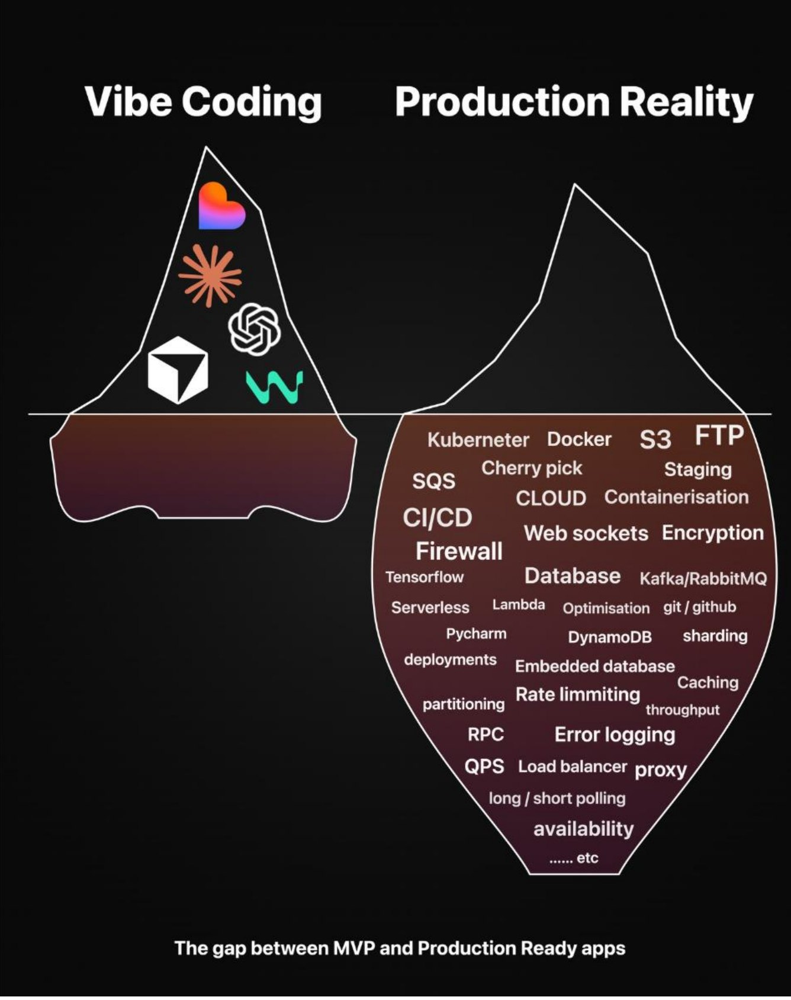 Vibe Coding
Production Reality
Kuberneter Docker S3 FTP
Cherry pick Staging
SQS
CLOUD Containerisation
CI/CD
Web sockets Encryption
Firewall
Tensorflow Database Kafka/RabbitMQ
Serverless Lambda Optimisation git / github
Pycharm DynamoDB sharding
deployments Embedded database
Caching
partitioning Rate limmiting throughput
RPC Error logging
QPS Load balancer proxy
long / short polling
availability
...... etc
The gap between MVP and Production Ready apps